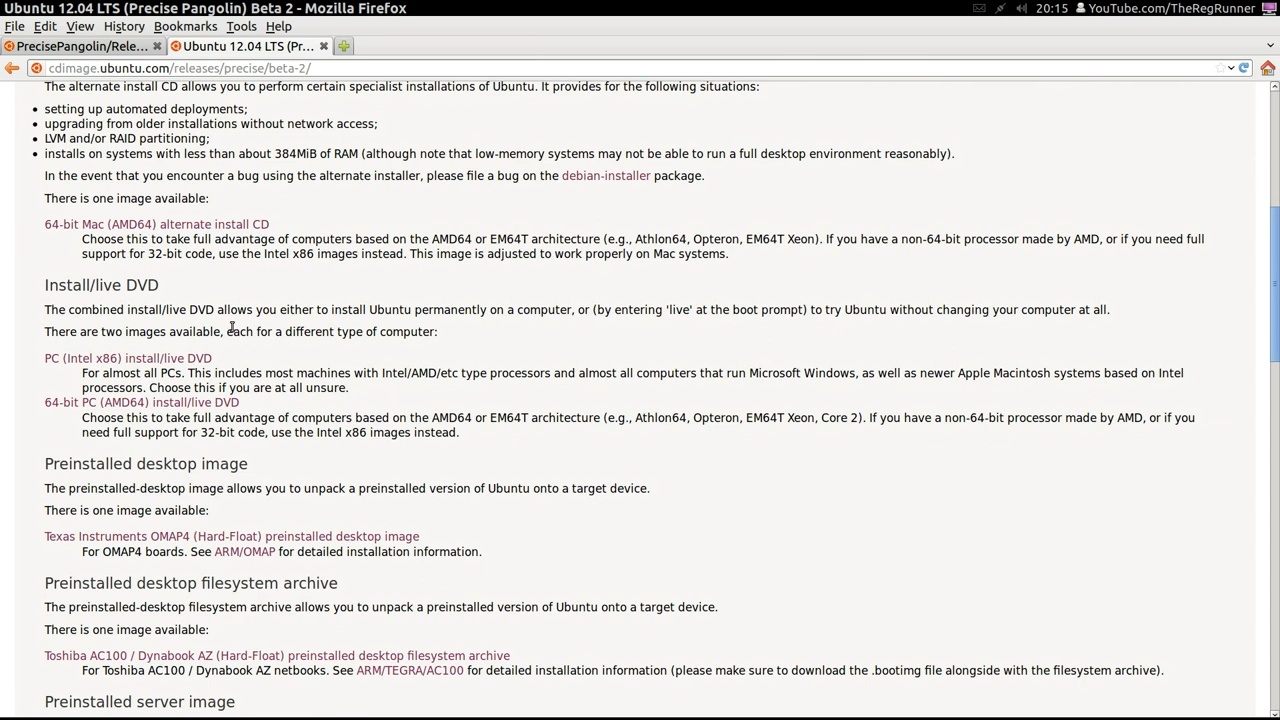 Ubuntu 12.04 LTS (Precise Pangolin) Beta 2 - Mozilla Firefox
20:15 YouTube.com/TheRegRunner
File Edit View History Bookmarks Tools Help
PrecisePangolin/Rele...
Ubuntu 12.04 LTS (Pr...
cdimage.ubuntu.com/releases/precise/beta-2/
The alternate install CD allows you to perform certain specialist installations of Ubuntu. It provides for the following situations:
• setting up automated deployments;
• upgrading from older installations without network access;
• LVM and/or RAID partitioning;
• installs on systems with less than about 384MiB of RAM (although note that low-memory systems may not be able to run a full desktop environment reasonably).
In the event that you encounter a bug using the alternate installer, please file a bug on the debian-installer package.
There is one image available:
64-bit Mac (AMD64) alternate install CD
Choose this to take full advantage of computers based on the AMD64 or EM64T architecture (e.g., Athlon64, Opteron, EM64T Xeon). If you have a non-64-bit processor made by AMD, or if you need full
support for 32-bit code, use the Intel x86 images instead. This image is adjusted to work properly on Mac systems.
Install/live DVD
The combined install/live DVD allows you either to install Ubuntu permanently on a computer, or (by entering 'live' at the boot prompt) to try Ubuntu without changing your computer at all.
There are two images available, each for a different type of computer:
PC (Intel x86) install/live DVD
For almost all PCs. This includes most machines with Intel/AMD/etc type processors and almost all computers that run Microsoft Windows, as well as newer Apple Macintosh systems based on Intel
processors. Choose this if you are at all unsure.
64-bit PC (AMD64) install/live DVD
Choose this to take full advantage of computers based on the AMD64 or EM64T architecture (e.g., Athlon64, Opteron, EM64T Xeon, Core 2). If you have a non-64-bit processor made by AMD, or if you
need full support for 32-bit code, use the Intel x86 images instead.
Preinstalled desktop image
The preinstalled-desktop image allows you to unpack a preinstalled version of Ubuntu onto a target device.
There is one image available:
Texas Instruments OMAP4 (Hard-Float) preinstalled desktop image
For OMAP4 boards. See ARM/OMAP for detailed installation information.
Preinstalled desktop filesystem archive
The preinstalled-desktop filesystem archive allows you to unpack a preinstalled version of Ubuntu onto a target device.
There is one image available:
Toshiba AC100 / Dynabook AZ (Hard-Float) preinstalled desktop filesystem archive
For Toshiba AC100 / Dynabook AZ netbooks. See ARM/TEGRA/AC100 for detailed installation information (please make sure to download the .bootimg file alongside with the filesystem archive).
Preinstalled server image